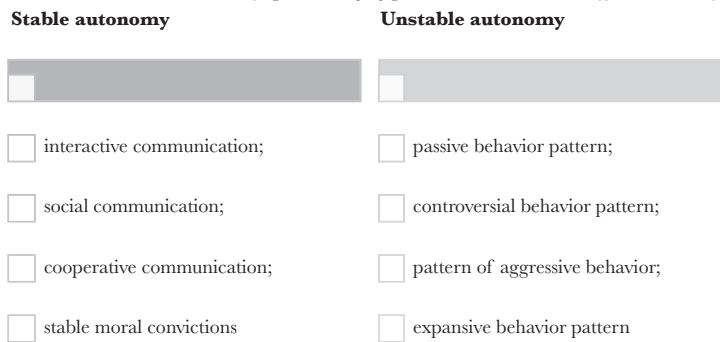 Stable autonomy
Unstable autonomy
interactive communication;
passive behavior pattern;
social communication;
controversial behavior pattern;
cooperative communication;
pattern of aggressive behavior;
stable moral convictions
expansive behavior pattern